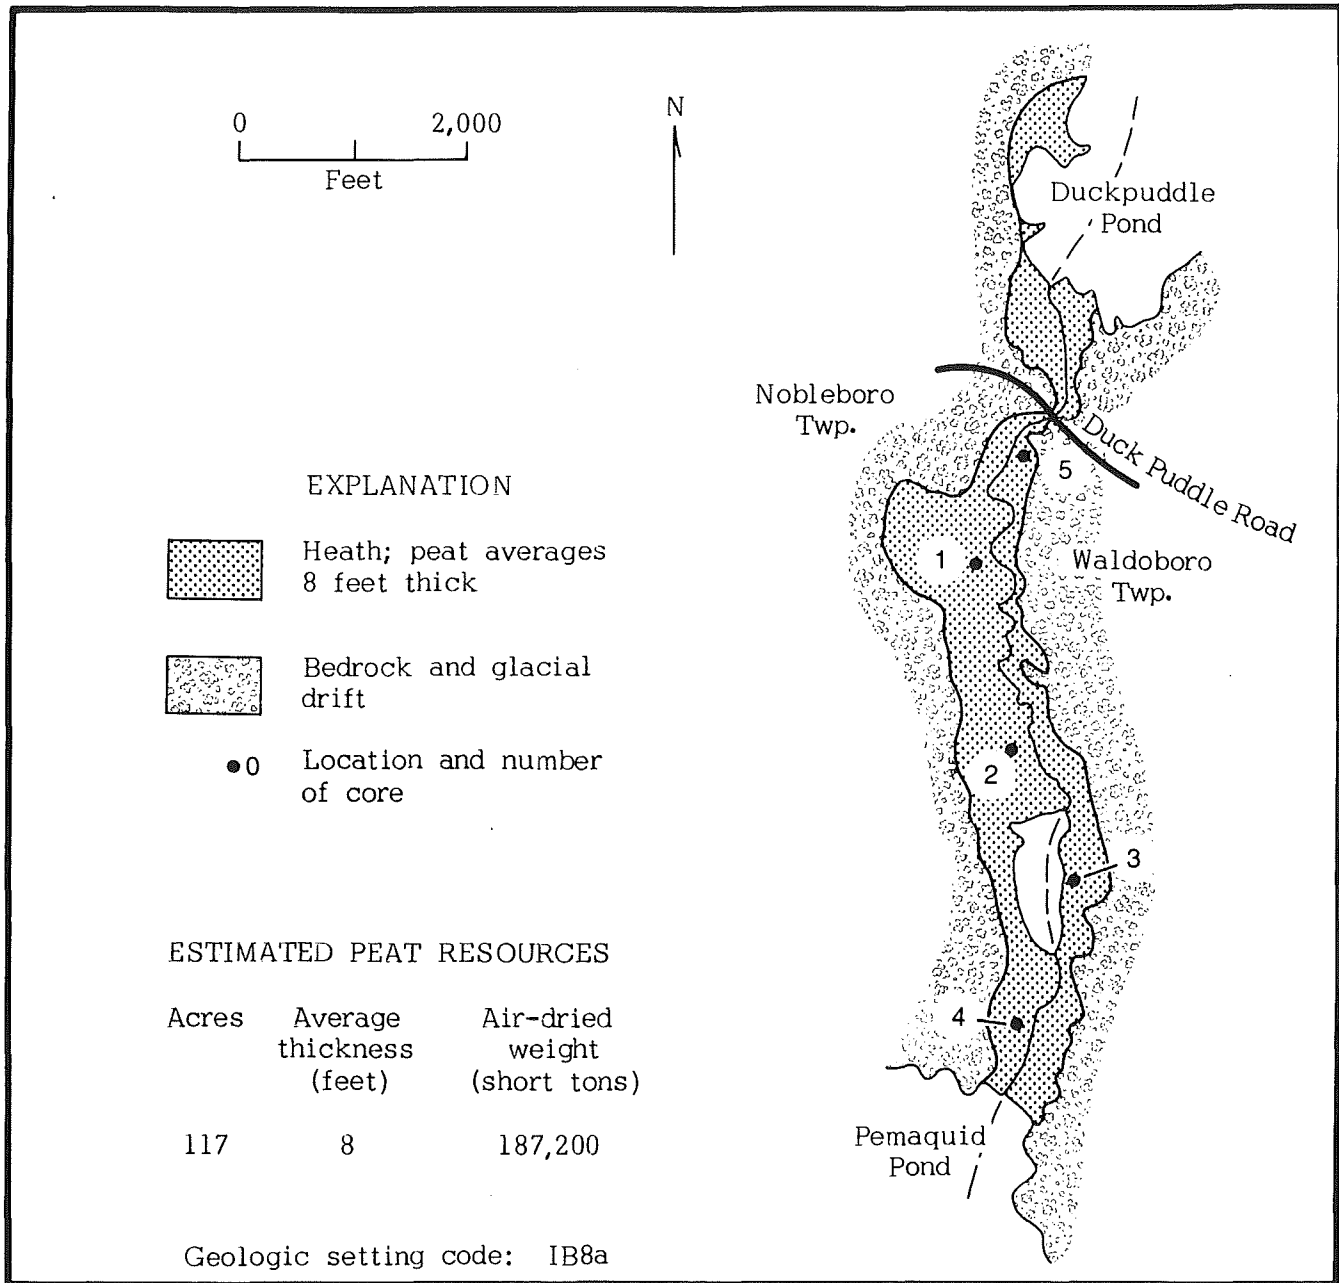 0 2,000
Feet
N
Duckpuddle
Pond
Nobleboro
Twp.
Duck Puddle Road
5
1
Waldoboro
Twp.
2
3
4
Pemaquid
Pond
EXPLANATION
Heath; peat averages
8 feet thick
Bedrock and glacial
drift
0 Location and number
of core
ESTIMATED PEAT RESOURCES
Acres Average Air-dried
thickness weight
(feet) (short tons)
117 8 187,200
Geologic setting code: IB8a